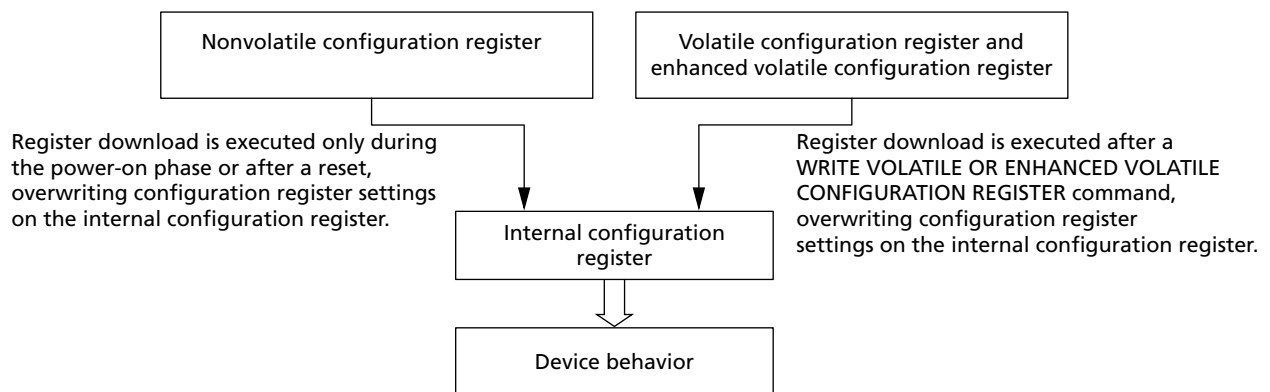 Nonvolatile configuration register
Volatile configuration register and
enhanced volatile configuration register
Register download is executed only during
the power-on phase or after a reset,
overwriting configuration register settings
on the internal configuration register.
Register download is executed after a
WRITE VOLATILE OR ENHANCED VOLATILE
CONFIGURATION REGISTER command,
overwriting configuration register
settings on the internal configuration register.
Internal configuration
register
Device behavior